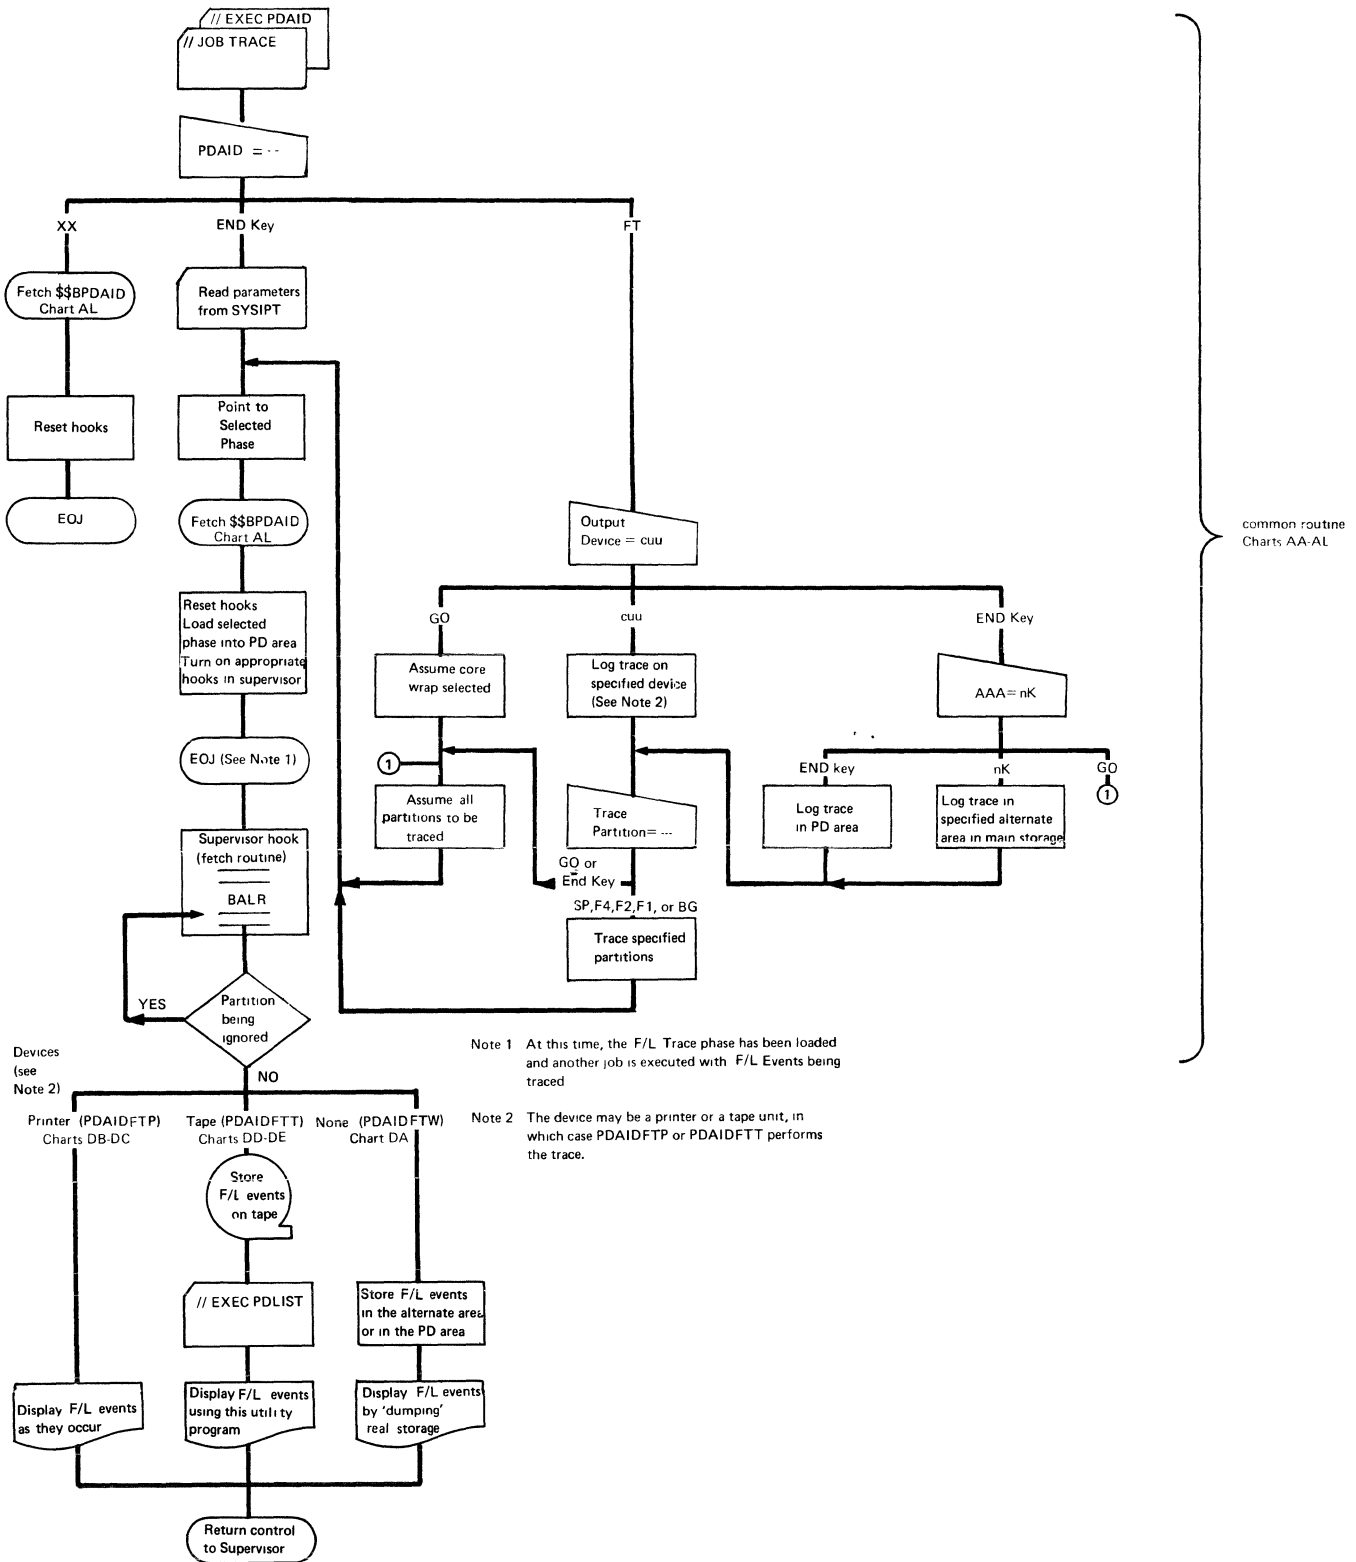 // EXEC PDAID
// JOB TRACE
PDAID = --
XX
END Key
FT
Fetch $$BPDAID
Chart AL
Read parameters
from SYSIPT
Reset hooks
Point to
Selected
Phase
EOJ
Fetch $$BPDAID
Chart AL
Output
Device = cuu
common routine
Charts AA-AL
Reset hooks
Load selected
phase into PD area
Turn on appropriate
hooks in supervisor
GO
cuu
END Key
Assume core
wrap selected
Log trace on
specified device
(See Note 2)
AAA= nK
EOJ (See Note 1)
1
END key
nK
GO
1
Assume all
partitions to be
traced
Trace
Partition= ---
Log trace
in PD area
Log trace in
specified alternate
area in main storage
Supervisor hook
(fetch routine)
BALR
GO or
End Key
SP,F4,F2,F1, or BG
Trace specified
partitions
YES
Partition
being
ignored
NO
Devices
(see
Note 2)
Note 1 At this time, the F/L Trace phase has been loaded
and another job is executed with F/L Events being
traced
Note 2 The device may be a printer or a tape unit, in
which case PDAIDFTP or PDAIDFTT performs
the trace.
Printer (PDAIDFTP)
Charts DB-DC
Tape (PDAIDFTT)
Charts DD-DE
None (PDAIDFTW)
Chart DA
Store
F/L events
on tape
// EXEC PDLIST
Store F/L events
in the alternate area
or in the PD area
Display F/L events
as they occur
Display F/L events
using this utility
program
Display F/L events
by 'dumping'
real storage
Return control
to Supervisor